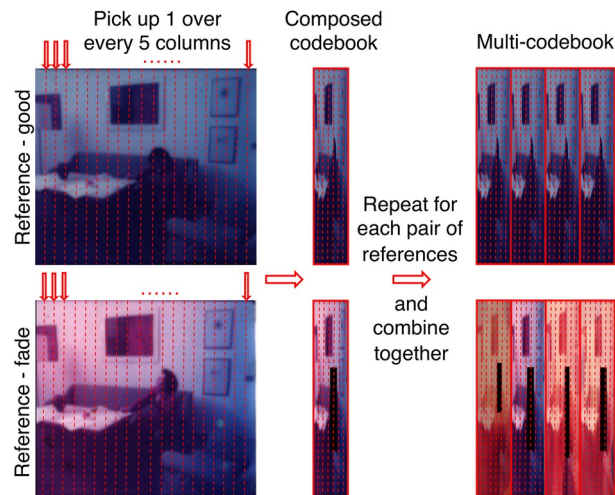 Pick up 1 over
every 5 columns
......
Composed
codebook
Multi-codebook
Reference - good
Repeat for
each pair of
references
and
combine
together
......
Reference - fade